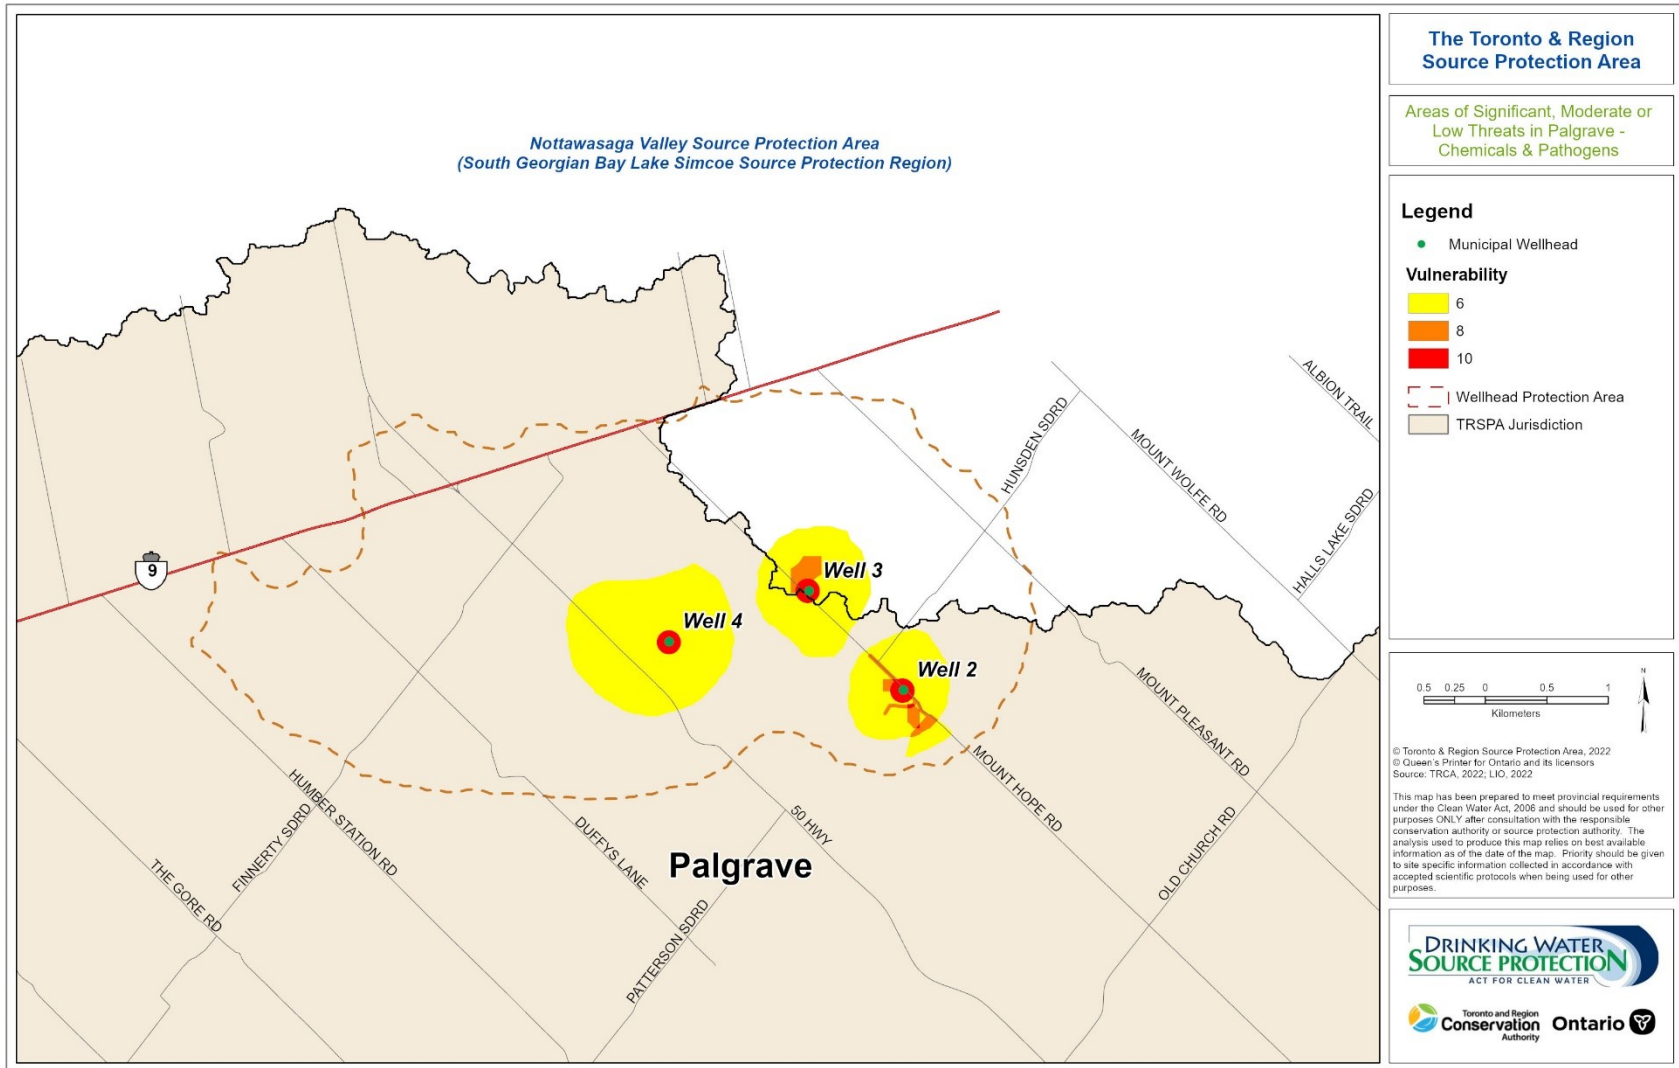 The Toronto & Region
Source Protection Area
Areas of Significant, Moderate or
Low Threats in Palgrave -
Chemicals & Pathogens
Legend
Municipal Wellhead
Vulnerability
6
8
10
Wellhead Protection Area
TRSPA Jurisdiction
0.5 0.25 0 0.5 1
Kilometers
N
© Toronto & Region Source Protection Area, 2022
© Queen's Printer for Ontario and its licensors
Source: TRCA, 2022; LIO, 2022
This map has been prepared to meet provincial requirements
under the Clean Water Act, 2006 and should be used for other
purposes ONLY after consultation with the responsible
conservation authority or source protection authority. The
analysis used to produce this map relies on best available
information as of the date of the map. Priority should be given
to site specific information collected in accordance with
accepted scientific protocols when being used for other
purposes.
DRINKING WATER
SOURCE PROTECTION
ACT FOR CLEAN WATER
Toronto and Region
Conservation
Authority
Ontario
Nottawasaga Valley Source Protection Area
(South Georgian Bay Lake Simcoe Source Protection Region)
ALBION TRAIL
HUNSDEN SDRD
MOUNT WOLFE RD
HALLS LAKE SDRD
9
Well 3
Well 4
Well 2
MOUNT PLEASANT RD
MOUNT HOPE RD
HUMBER STATION RD
FINNERTY SDRD
50 HWY
DUFFYS LANE
OLD CHURCH RD
Palgrave
THE GORE RD
PATTERSON SDRD